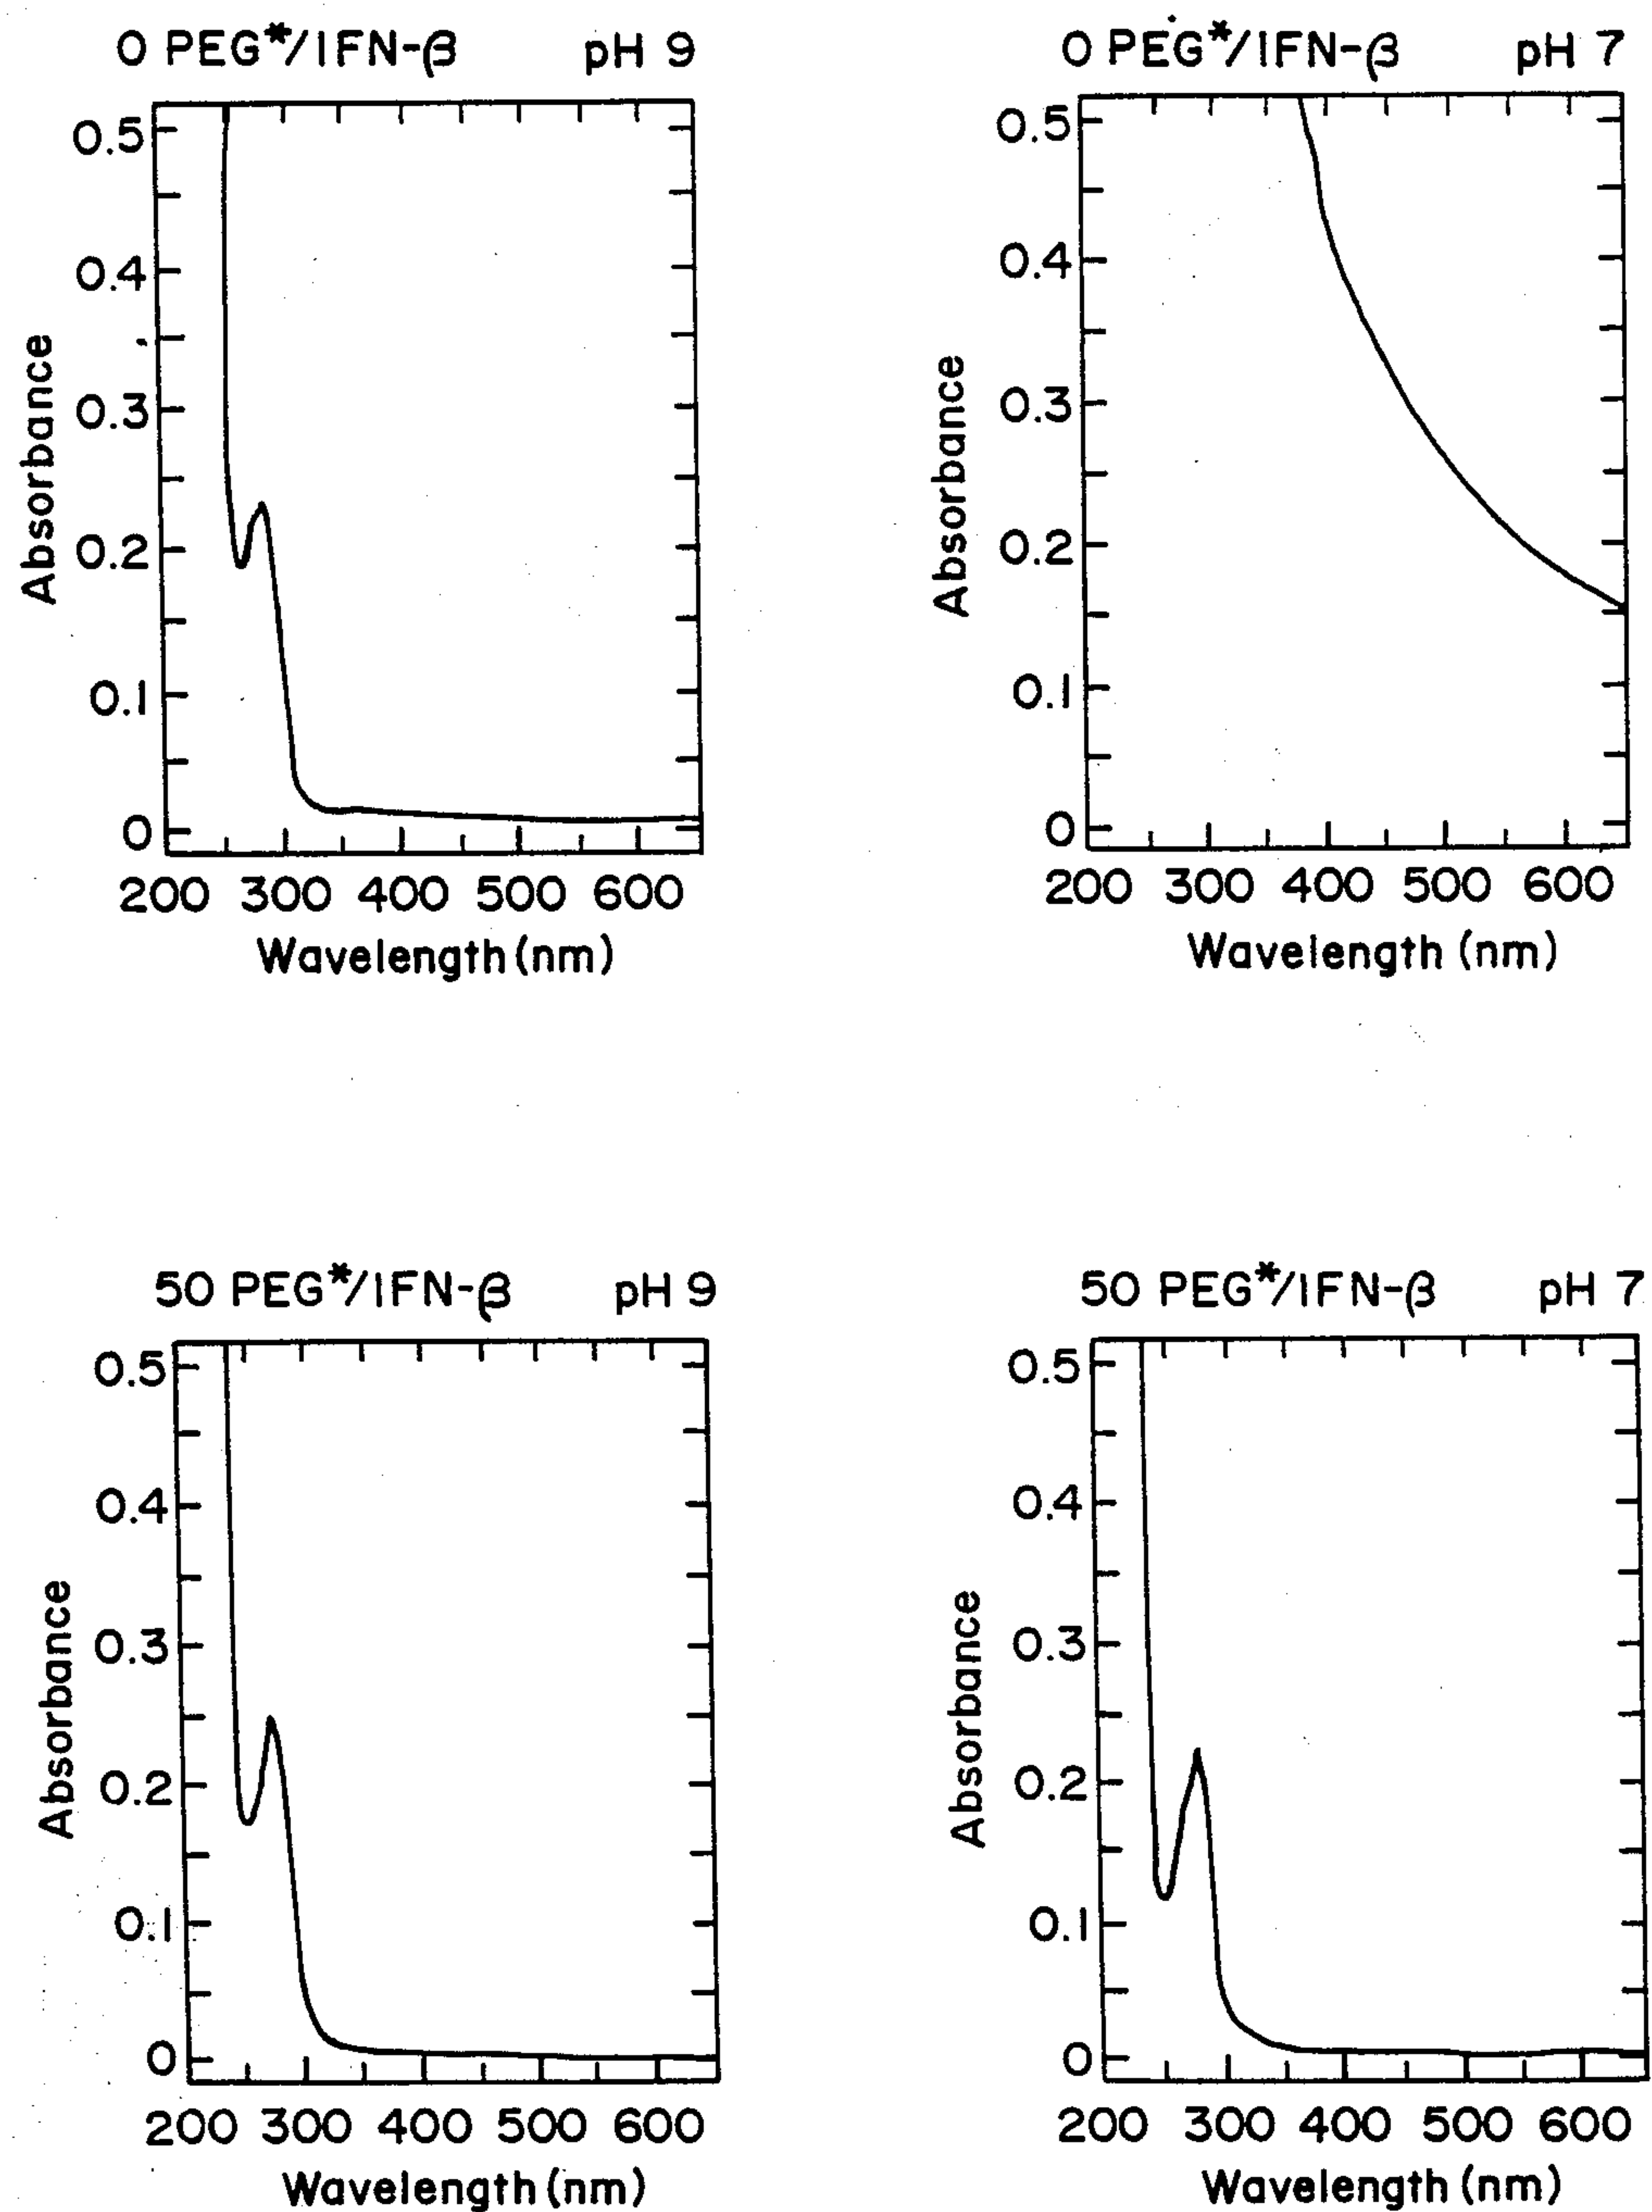 0 PEG*/IFN-β pH 9
0.5
0.4
0.3
0.2
0.1
0
Absorbance
200 300 400 500 600
Wavelength (nm)
0 PEG*/IFN-β pH 7
0.5
0.4
0.3
0.2
0.1
0
Absorbance
200 300 400 500 600
Wavelength (nm)
50 PEG*/IFN-β pH 9
0.5
0.4
0.3
0.2
0.1
0
Absorbance
200 300 400 500 600
Wavelength (nm)
50 PEG*/IFN-β pH 7
0.5
0.4
0.3
0.2
0.1
0
Absorbance
200 300 400 500 600
Wavelength (nm)